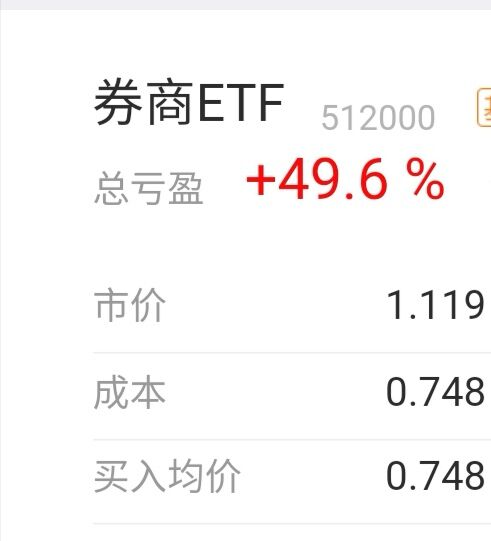 券商ETF 512000
总亏盈 +49.6 %
市价 1.119
成本 0.748
买入均价 0.748